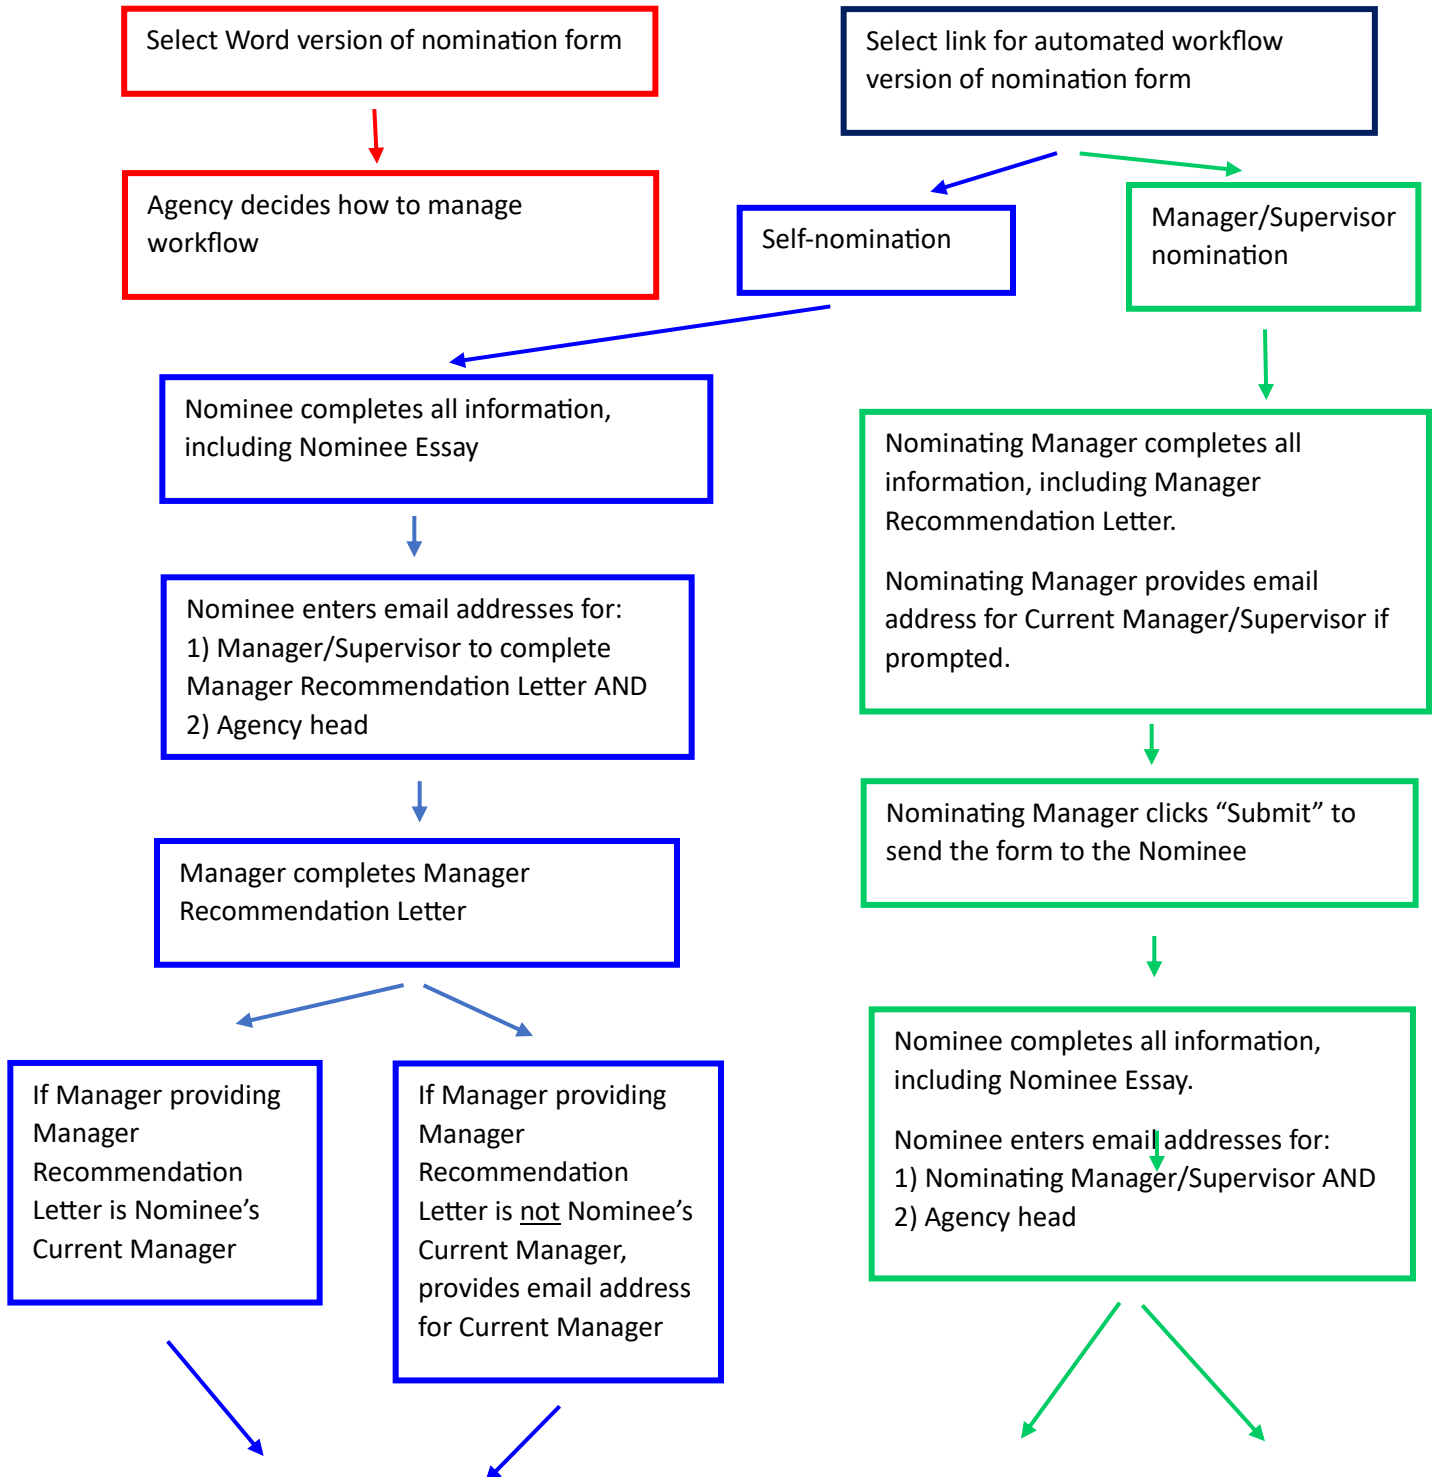 Select Word version of nomination form
Select link for automated workflow
version of nomination form
Agency decides how to manage
workflow
Self-nomination
Manager/Supervisor
nomination
Nominee completes all information,
including Nominee Essay
Nominating Manager completes all
information, including Manager
Recommendation Letter.
Nominating Manager provides email
address for Current Manager/Supervisor if
prompted.
Nominee enters email addresses for:
1) Manager/Supervisor to complete
Manager Recommendation Letter AND
2) Agency head
Nominating Manager clicks “Submit” to
send the form to the Nominee
Manager completes Manager
Recommendation Letter
Nominee completes all information,
including Nominee Essay.
Nominee enters email addresses for:
1) Nominating Manager/Supervisor AND
2) Agency head
If Manager providing
Manager
Recommendation
Letter is Nominee’s
Current Manager
If Manager providing
Manager
Recommendation
Letter is not Nominee’s
Current Manager,
provides email address
for Current Manager